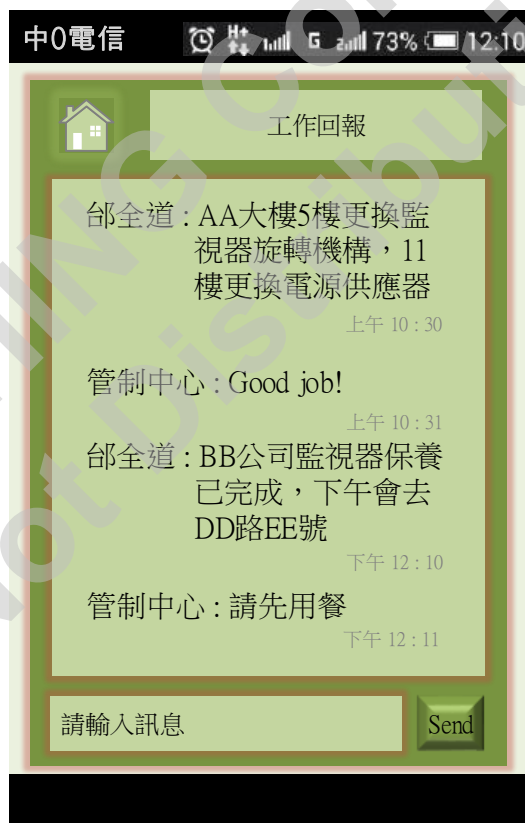 中0電信 H+ G 73% 12:10
工作回報
邰全道 : AA大樓5樓更換監
視器旋轉機構，11
樓更換電源供應器
上午 10 : 30
管制中心 : Good job!
上午 10 : 31
邰全道 : BB公司監視器保養
已完成，下午會去
DD路EE號
下午 12 : 10
管制中心 : 請先用餐
下午 12 : 11
請輸入訊息
Send